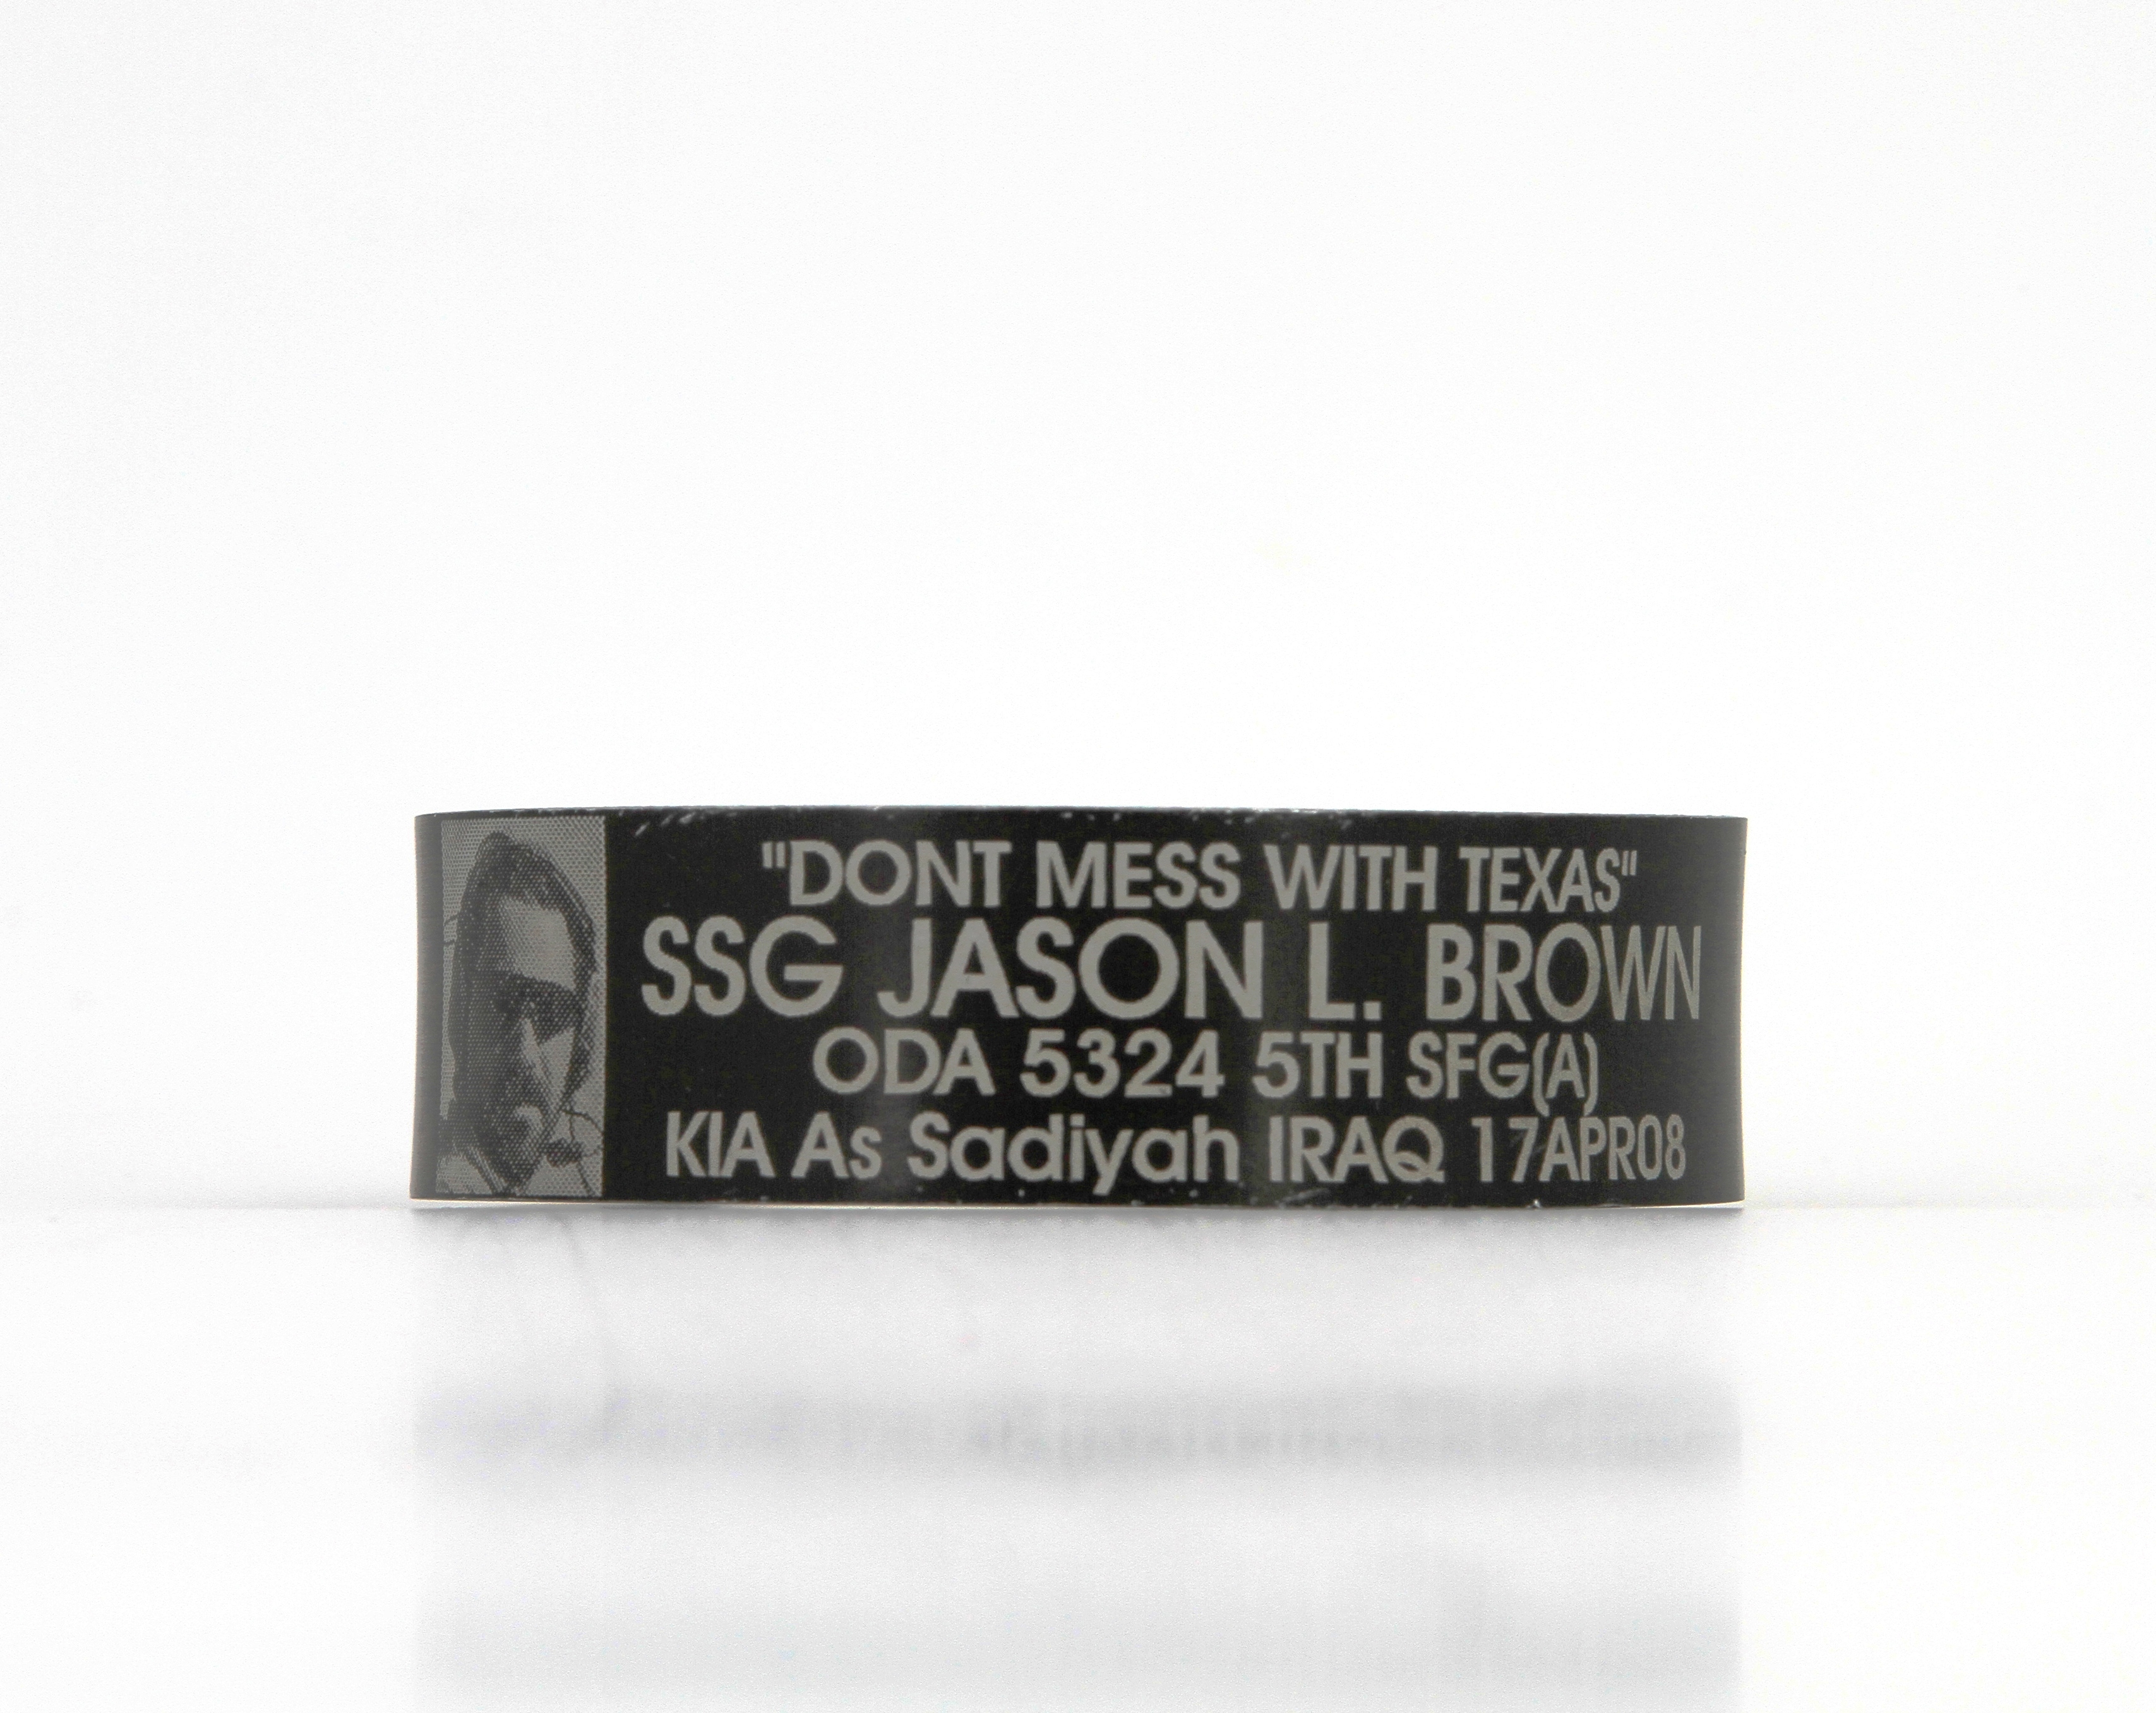 "DONT MESS WITH TEXAS"
SSG JASON L. BROWN
ODA 5324 5TH SFG(A)
KIA As Sadiyah IRAQ 17APR08